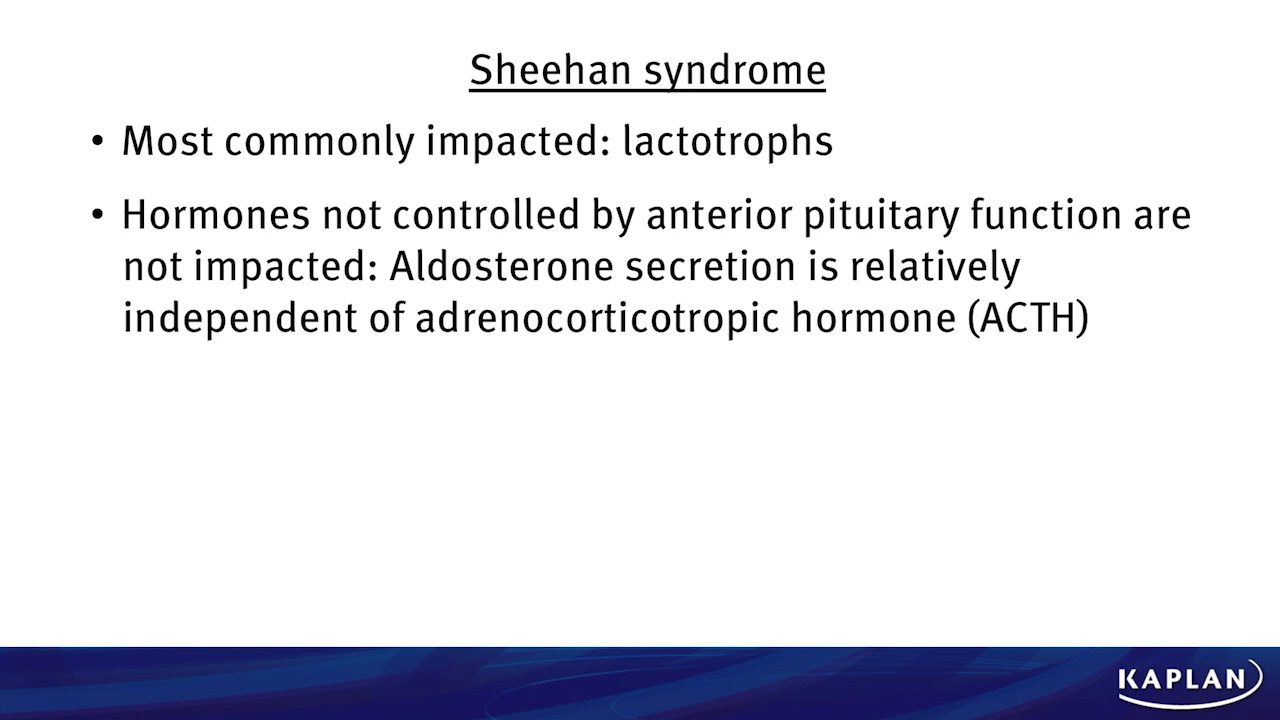 Sheehan syndrome
• Most commonly impacted: lactotrophs
• Hormones not controlled by anterior pituitary function are
not impacted: Aldosterone secretion is relatively
independent of adrenocorticotropic hormone (ACTH)
KAPLAN